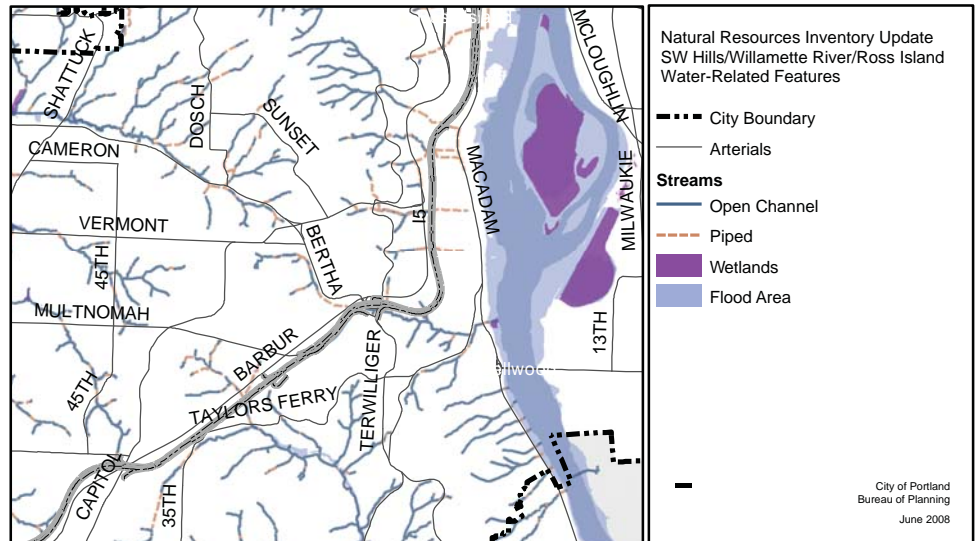 SHATTUCK
DOSCH
SUNSET
CAMERON
VERMONT
45TH
BERTHA
I5
MACADAM
MCLOUGHLIN
MILWAUKIE
MULTNOMAH
BARBUR
13TH
45TH
TAYLORS FERRY
TERWILLIGER
CAPITOL
35TH
Natural Resources Inventory Update
SW Hills/Willamette River/Ross Island
Water-Related Features
City Boundary
Arterials
Streams
Open Channel
Piped
Wetlands
Flood Area
City of Portland
Bureau of Planning
June 2008